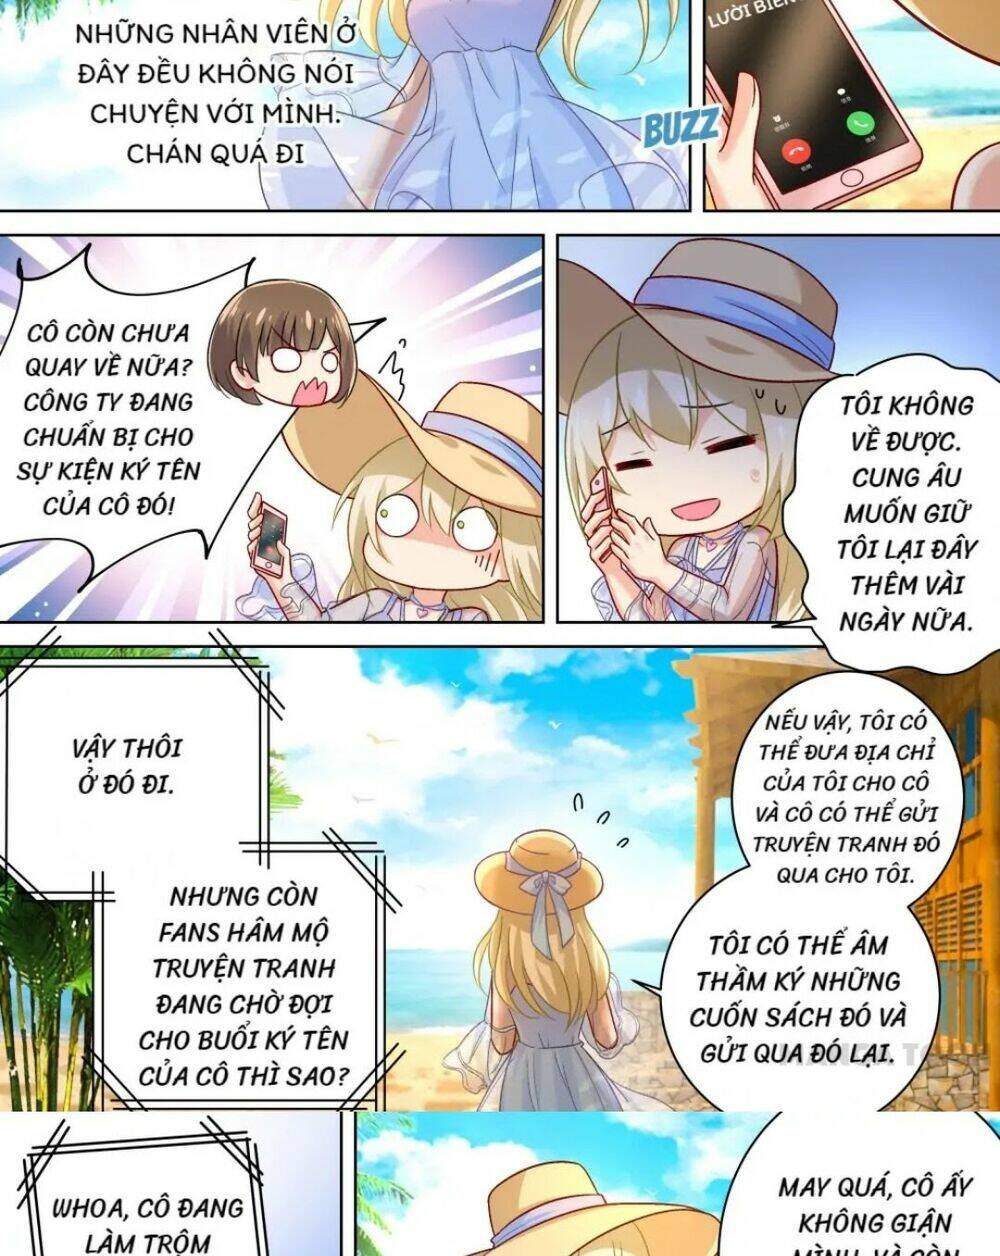 NHỮNG NHÂN VIÊN Ở
ĐÂY ĐỀU KHÔNG NÓI
CHUYỆN VỚI MÌNH.
CHÁN QUÁ ĐI
BUZZ
LƯỜI
CÔ CÒN CHƯA
QUAY VỀ NỮA?
CÔNG TY ĐANG
CHUẨN BỊ CHO
SỰ KIỆN KÝ TÊN
CỦA CÔ ĐÓ!
TÔI KHÔNG
VỀ ĐƯỢC.
CUNG ÂU
MUỐN GIỮ
TÔI LẠI ĐÂY
THÊM VÀI
NGÀY NỮA.
VẬY THÔI
Ở ĐÓ ĐI.
NHƯNG CÒN
FANS HÂM MỘ
TRUYỆN TRANH
ĐANG CHỜ ĐỢI
CHO BUỔI KÝ TÊN
CỦA CÔ THÌ SAO?
NẾU VẬY, TÔI CÓ
THỂ ĐƯA ĐỊA CHỈ
CỦA TÔI CHO CÔ
VÀ CÔ CÓ THỂ GỬI
TRUYỆN TRANH ĐÓ
QUA CHO TÔI.
TÔI CÓ THỂ ÂM
THẦM KÝ NHỮNG
CUỐN SÁCH ĐÓ VÀ
GỬI QUA ĐÓ LẠI.
WHOA, CÔ ĐANG
LÀM TRỘM
MAY QUÁ, CÔ ẤY
KHÔNG GIẬN
MÌNH, VÀ CÒN